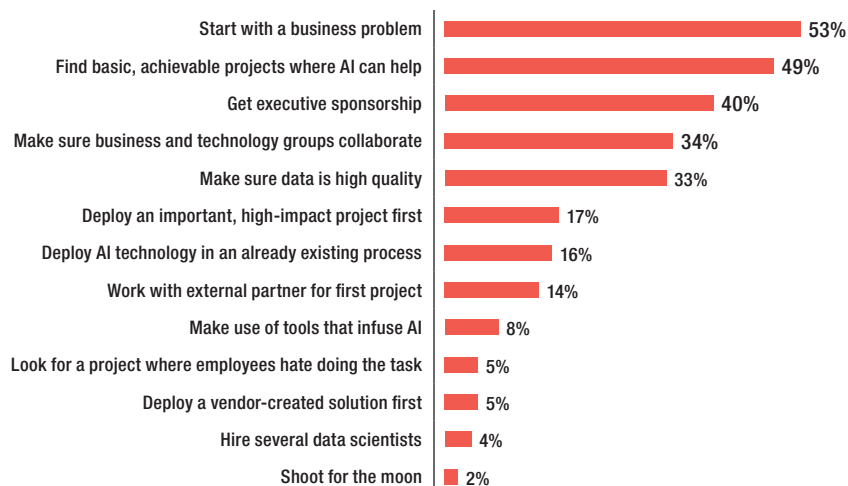 Start with a business problem 53%
Find basic, achievable projects where AI can help 49%
Get executive sponsorship 40%
Make sure business and technology groups collaborate 34%
Make sure data is high quality 33%
Deploy an important, high-impact project first 17%
Deploy AI technology in an already existing process 16%
Work with external partner for first project 14%
Make use of tools that infuse AI 8%
Look for a project where employees hate doing the task 5%
Deploy a vendor-created solution first 5%
Hire several data scientists 4%
Shoot for the moon 2%